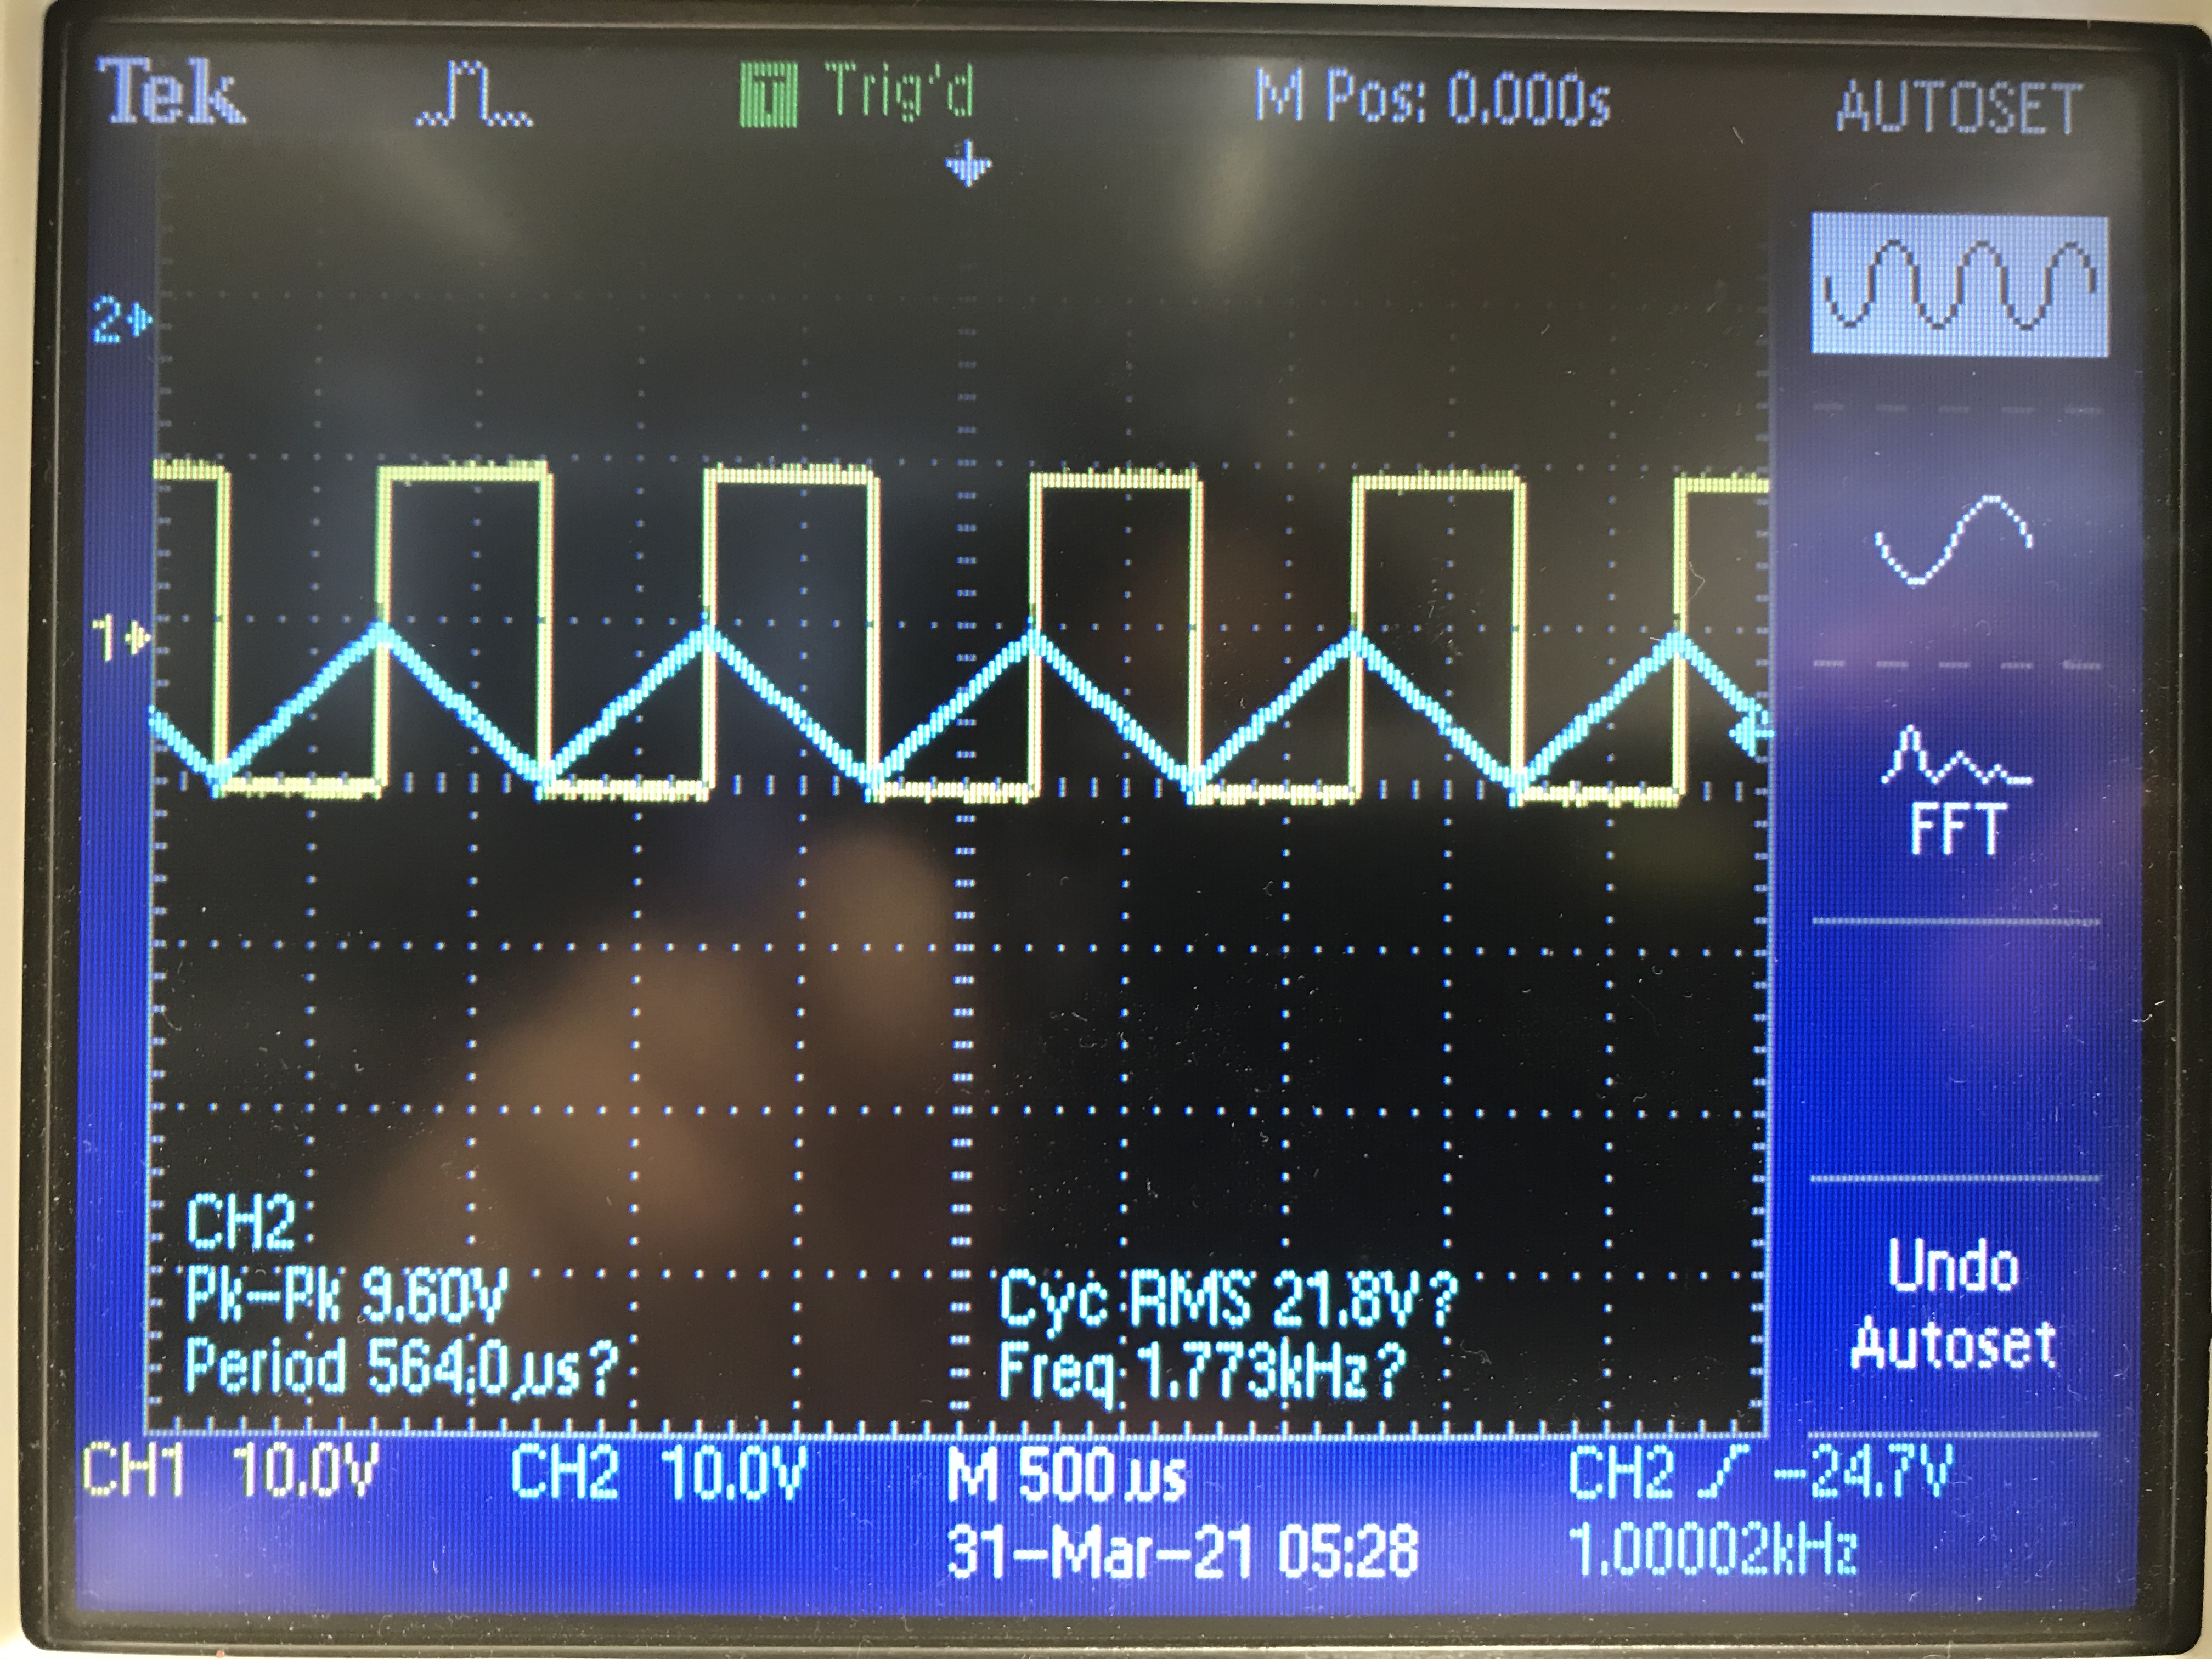 Tek T Trig'd M Pos: 0.000s AUTOSET
2
1
FFT
CH2
Pk-Pk 9.60V Cyc RMS 21.8V?
Period 564.0µs? Freq 1.773kHz?
Undo
Autoset
CH1 10.0V CH2 10.0V M 500µs CH2 -24.7V
31-Mar-21 05:28 1.00002kHz